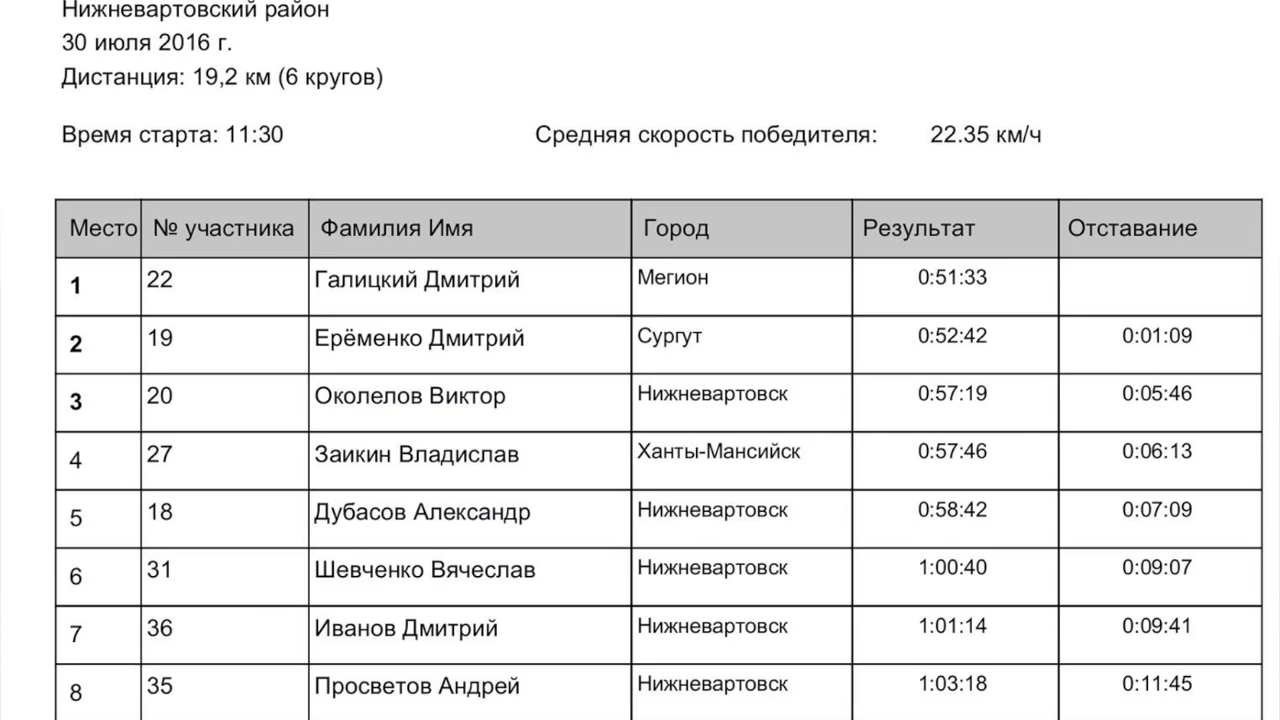 Нижневартовский район
30 июля 2016 г.
Дистанция: 19,2 км (6 кругов)
Время старта: 11:30 Средняя скорость победителя: 22.35 км/ч
Место № участника Фамилия Имя Город Результат Отставание
1 22 Галицкий Дмитрий Мегион 0:51:33
2 19 Ерёменко Дмитрий Сургут 0:52:42 0:01:09
3 20 Околелов Виктор Нижневартовск 0:57:19 0:05:46
4 27 Заикин Владислав Ханты-Мансийск 0:57:46 0:06:13
5 18 Дубасов Александр Нижневартовск 0:58:42 0:07:09
6 31 Шевченко Вячеслав Нижневартовск 1:00:40 0:09:07
7 36 Иванов Дмитрий Нижневартовск 1:01:14 0:09:41
8 35 Просветов Андрей Нижневартовск 1:03:18 0:11:45